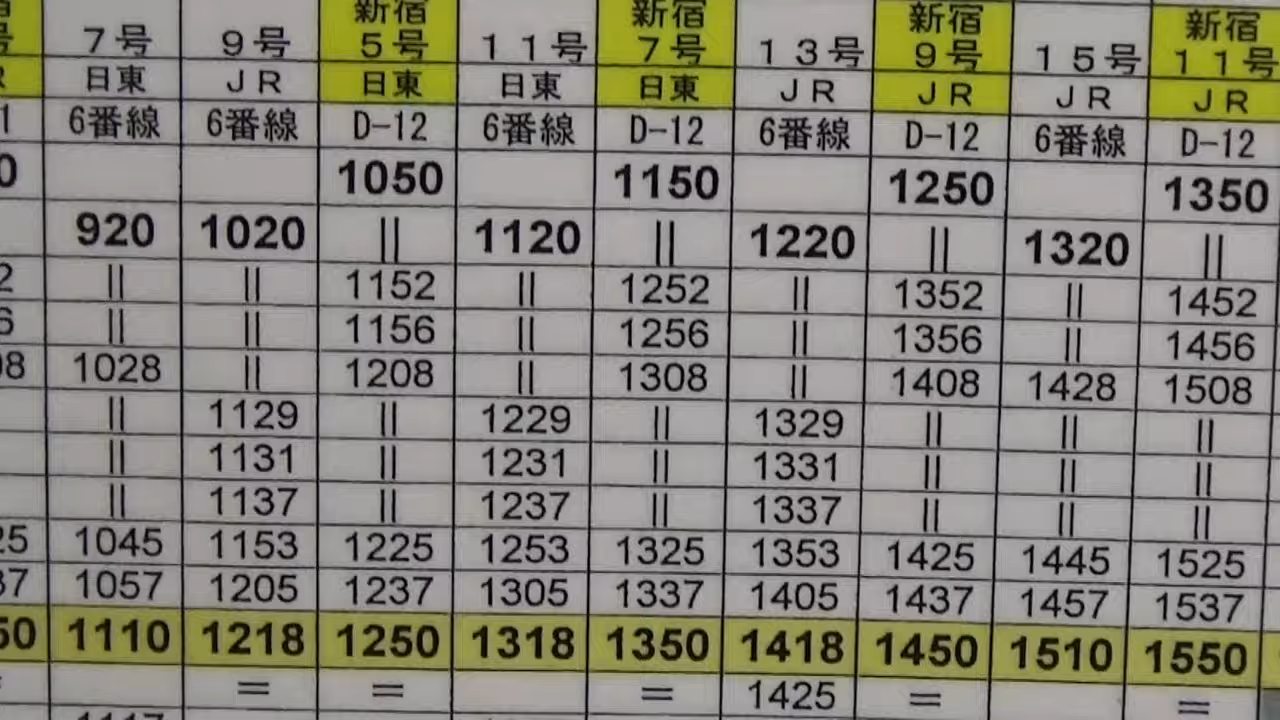 新宿 新宿 新宿 新宿
7号 9号 5号 11号 7号 13号 9号 15号 11号
日東 JR 日東 日東 日東 JR JR JR JR
6番線 6番線 D-12 6番線 D-12 6番線 D-12 6番線 D-12
1050 1150 1250 1350
920 1020 || 1120 || 1220 || 1320 ||
|| || 1152 || 1252 || 1352 || 1452
|| || 1156 || 1256 || 1356 || 1456
1028 || 1208 || 1308 || 1408 1428 1508
|| 1129 || 1229 || 1329 || || ||
|| 1131 || 1231 || 1331 || || ||
|| 1137 || 1237 || 1337 || || ||
1045 1153 1225 1253 1325 1353 1425 1445 1525
1057 1205 1237 1305 1337 1405 1437 1457 1537
1110 1218 1250 1318 1350 1418 1450 1510 1550
= = = 1425 = =